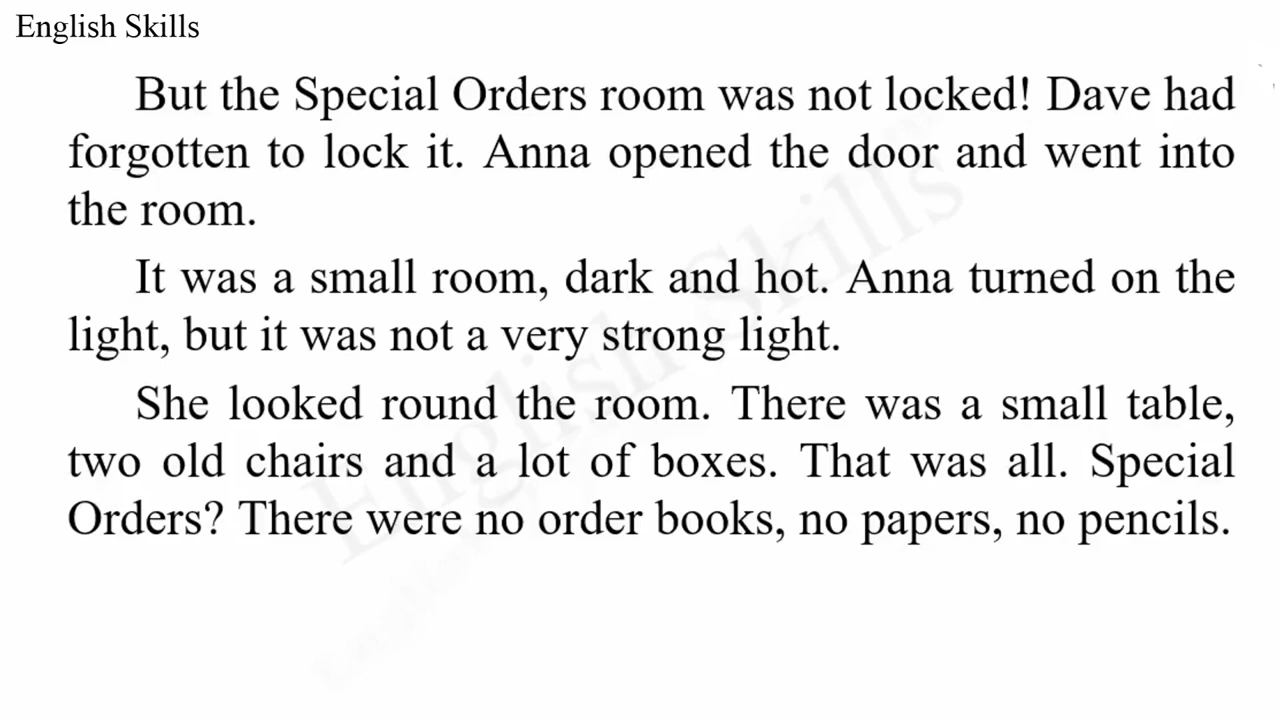 English Skills
But the Special Orders room was not locked! Dave had
forgotten to lock it. Anna opened the door and went into
the room.
It was a small room, dark and hot. Anna turned on the
light, but it was not a very strong light.
She looked round the room. There was a small table,
two old chairs and a lot of boxes. That was all. Special
Orders? There were no order books, no papers, no pencils.
English Skills